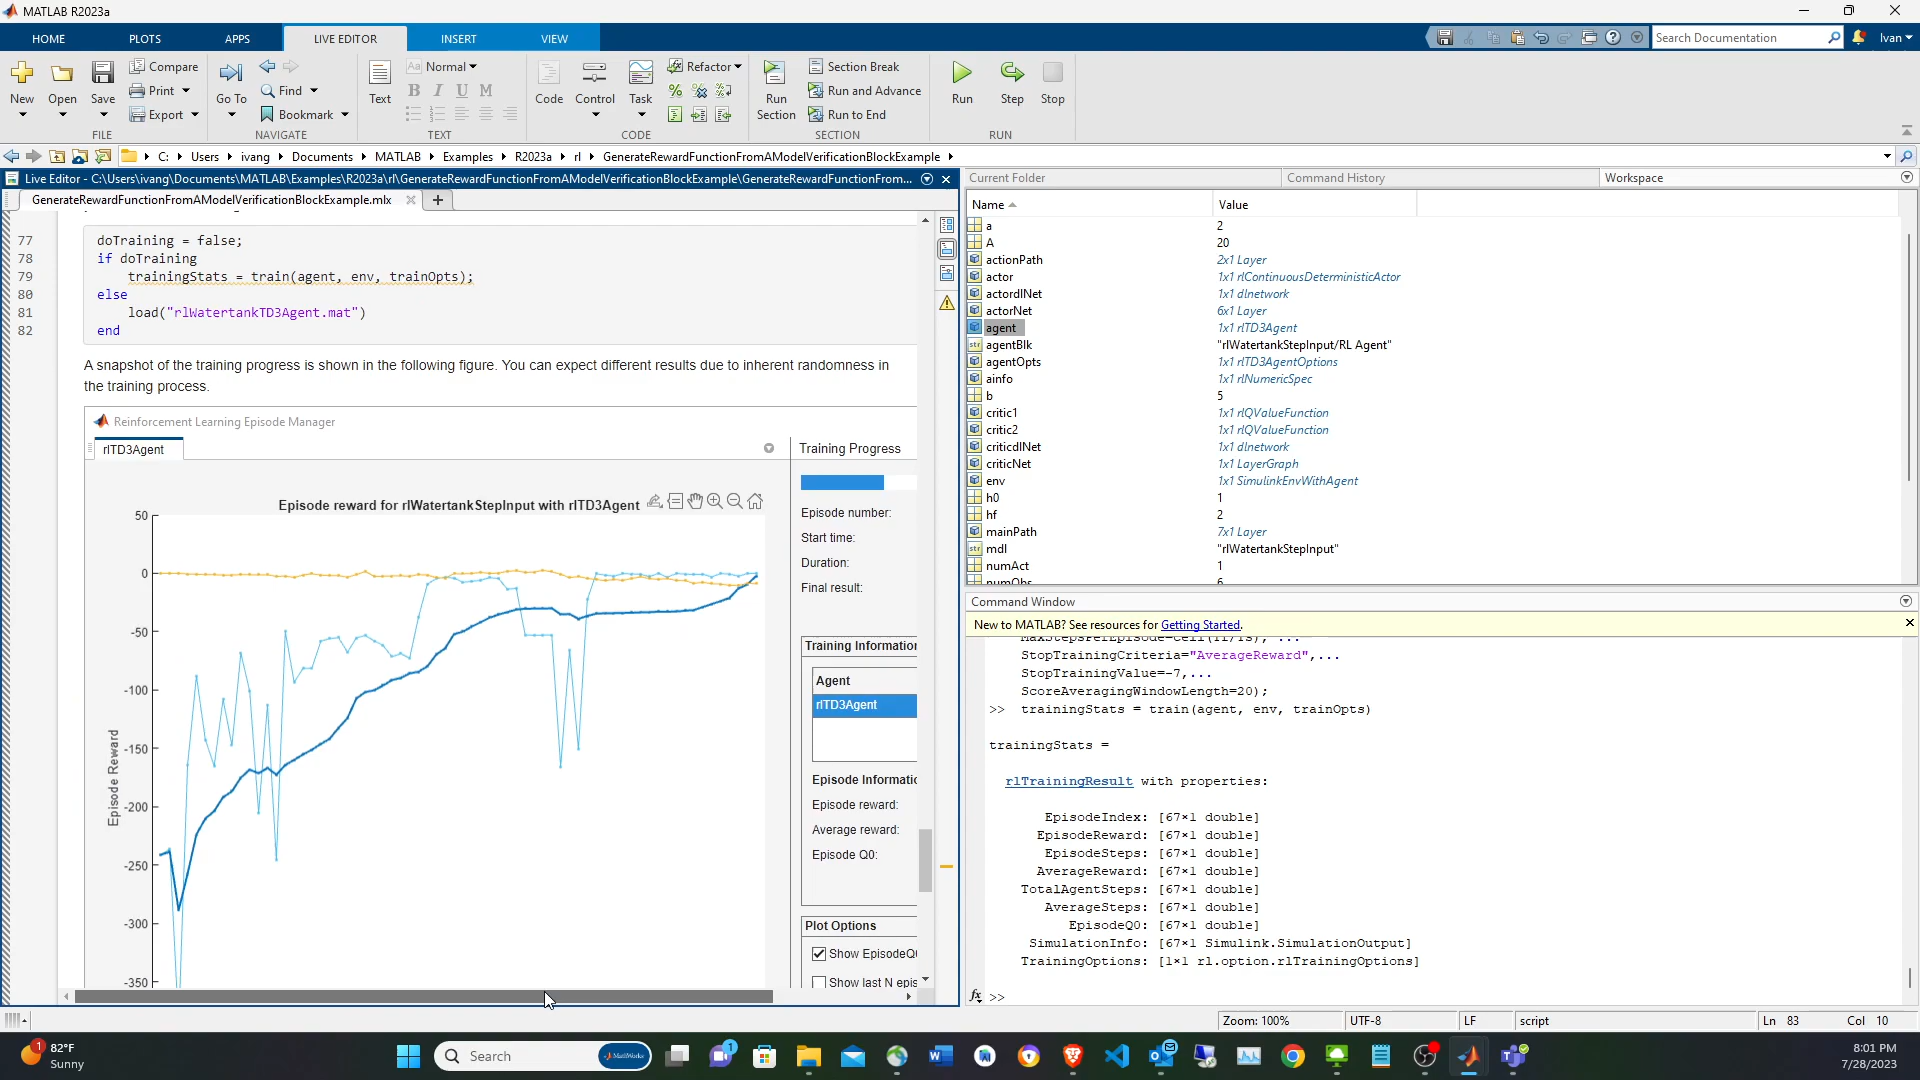 MATLAB R2023a
HOME PLOTS APPS LIVE EDITOR INSERT VIEW
Search Documentation
Ivan
New Open Save
Compare
Print
Export
FILE
Go To
Find
Bookmark
NAVIGATE
Text
Aa Normal
B I U M
TEXT
Code Control Task
Refactor
CODE
Run Section
Section Break
Run and Advance
Run to End
SECTION
Run Step Stop
RUN
C: Users ivang Documents MATLAB Examples R2023a rl GenerateRewardFunctionFromAModelVerificationBlockExample
Live Editor - C:\Users\ivang\Documents\MATLAB\Examples\R2023a\rl\GenerateRewardFunctionFromAModelVerificationBlockExample\GenerateRewardFunctionFrom...
GenerateRewardFunctionFromAModelVerificationBlockExample.mlx
77 doTraining = false;
78 if doTraining
79 trainingStats = train(agent, env, trainOpts);
80 else
81 load("rlWatertankTD3Agent.mat")
82 end
A snapshot of the training progress is shown in the following figure. You can expect different results due to inherent randomness in
the training process.
Reinforcement Learning Episode Manager
rlTD3Agent
Episode reward for rlWatertankStepInput with rlTD3Agent
Episode Reward
50
0
-50
-100
-150
-200
-250
-300
-350
Training Progress
Episode number:
Start time:
Duration:
Final result:
Training Information
Agent
rlTD3Agent
Episode reward:
Average reward:
Episode Q0:
Plot Options
Current Folder
Command History
Workspace
Name Value
a 2
A 20
actionPath 2x1 Layer
actor 1x1 rlContinuousDeterministicActor
actordlNet 1x1 dlnetwork
actorNet 6x1 Layer
agent 1x1 rlTD3Agent
agentBlk "rlWatertankStepInput/RL Agent"
agentOpts 1x1 rlTD3AgentOptions
ainfo 1x1 rlNumericSpec
b 5
critic1 1x1 rlQValueFunction
critic2 1x1 rlQValueFunction
criticdlNet 1x1 dlnetwork
criticNet 1x1 LayerGraph
env 1x1 SimulinkEnvWithAgent
h0 1
hf 2
mainPath 7x1 Layer
mdl "rlWatertankStepInput"
numAct 1
numObs 6
Command Window
New to MATLAB? See resources for Getting Started.
StopTrainingCriteria="AverageReward",...
StopTrainingValue=-7,...
ScoreAveragingWindowLength=20);
>> trainingStats = train(agent, env, trainOpts)
trainingStats =
rlTrainingResult with properties:
EpisodeIndex: [67×1 double]
EpisodeReward: [67×1 double]
EpisodeSteps: [67×1 double]
AverageReward: [67×1 double]
TotalAgentSteps: [67×1 double]
AverageSteps: [67×1 double]
EpisodeQ0: [67×1 double]
SimulationInfo: [67×1 Simulink.SimulationOutput]
TrainingOptions: [1×1 rl.option.rlTrainingOptions]
fx >>
Zoom: 100% UTF-8 LF script Ln 83 Col 10
82°F
Sunny
Search
MathWorks
8:01 PM
7/28/2023